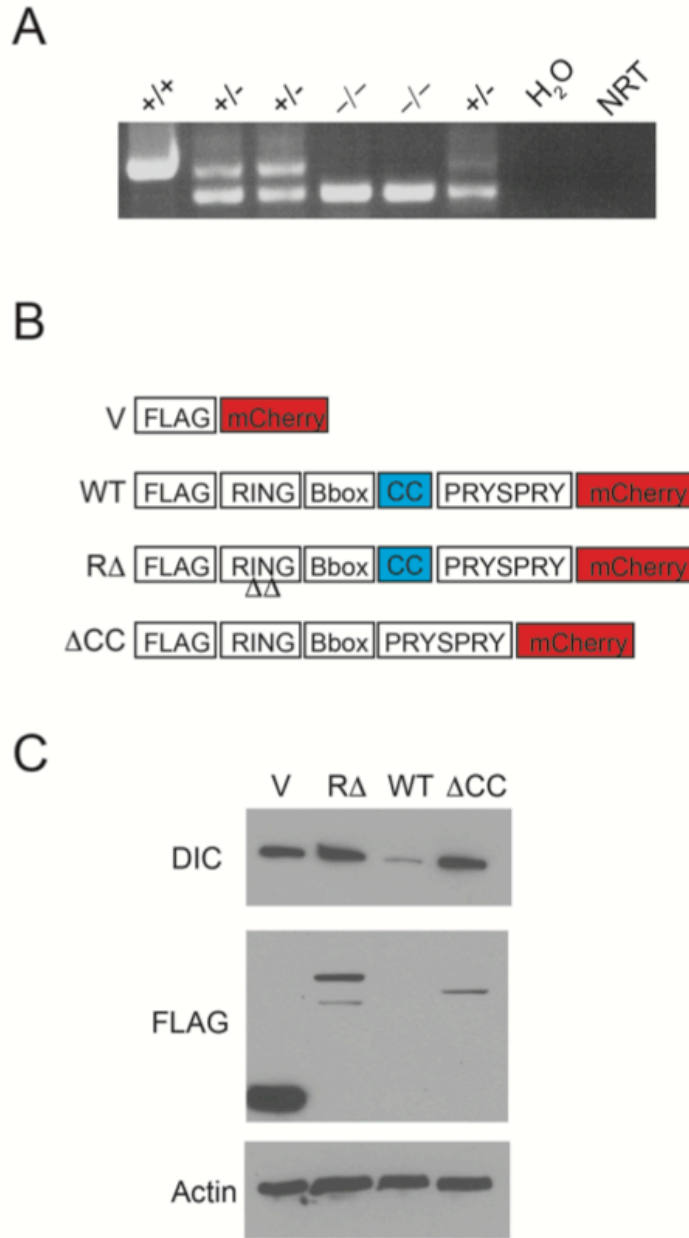 A
+/+ +/- +/- -/- -/- +/- H₂O NRT
B
V FLAG mCherry
WT FLAG RING Bbox CC PRYSPRY mCherry
RΔ FLAG RING Bbox CC PRYSPRY mCherry
ΔΔ
ΔCC FLAG RING Bbox PRYSPRY mCherry
C
V RΔ WT ΔCC
DIC
FLAG
Actin